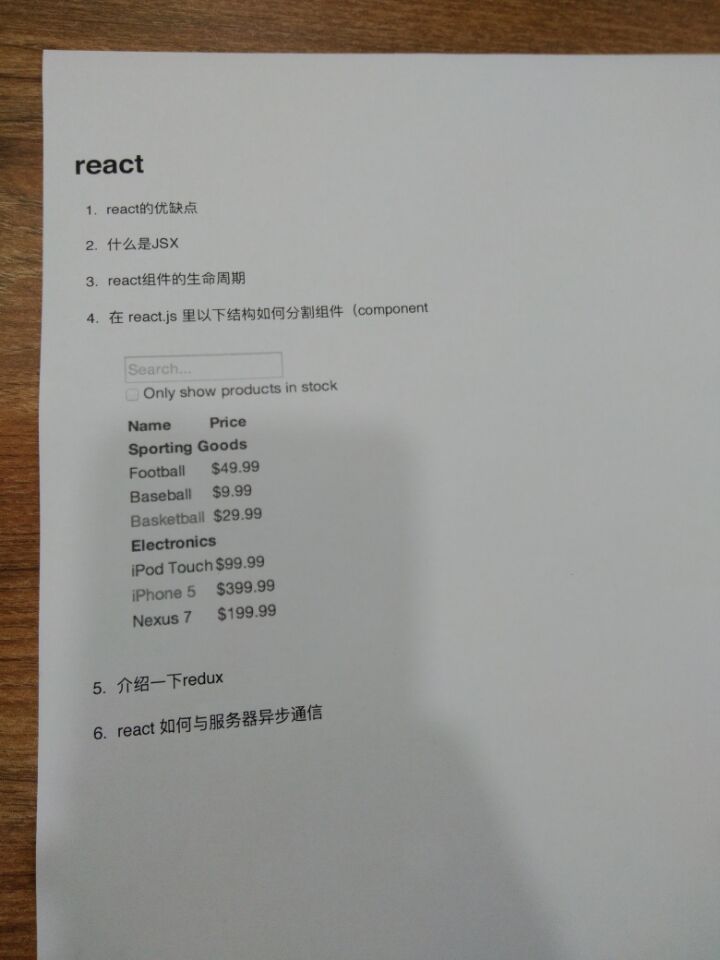 react
1. react的优缺点
2. 什么是JSX
3. react组件的生命周期
4. 在 react.js 里以下结构如何分割组件（component
Search...
Only show products in stock
Name Price
Sporting Goods
Football $49.99
Baseball $9.99
Basketball $29.99
Electronics
iPod Touch $99.99
iPhone 5 $399.99
Nexus 7 $199.99
5. 介绍一下redux
6. react 如何与服务器异步通信